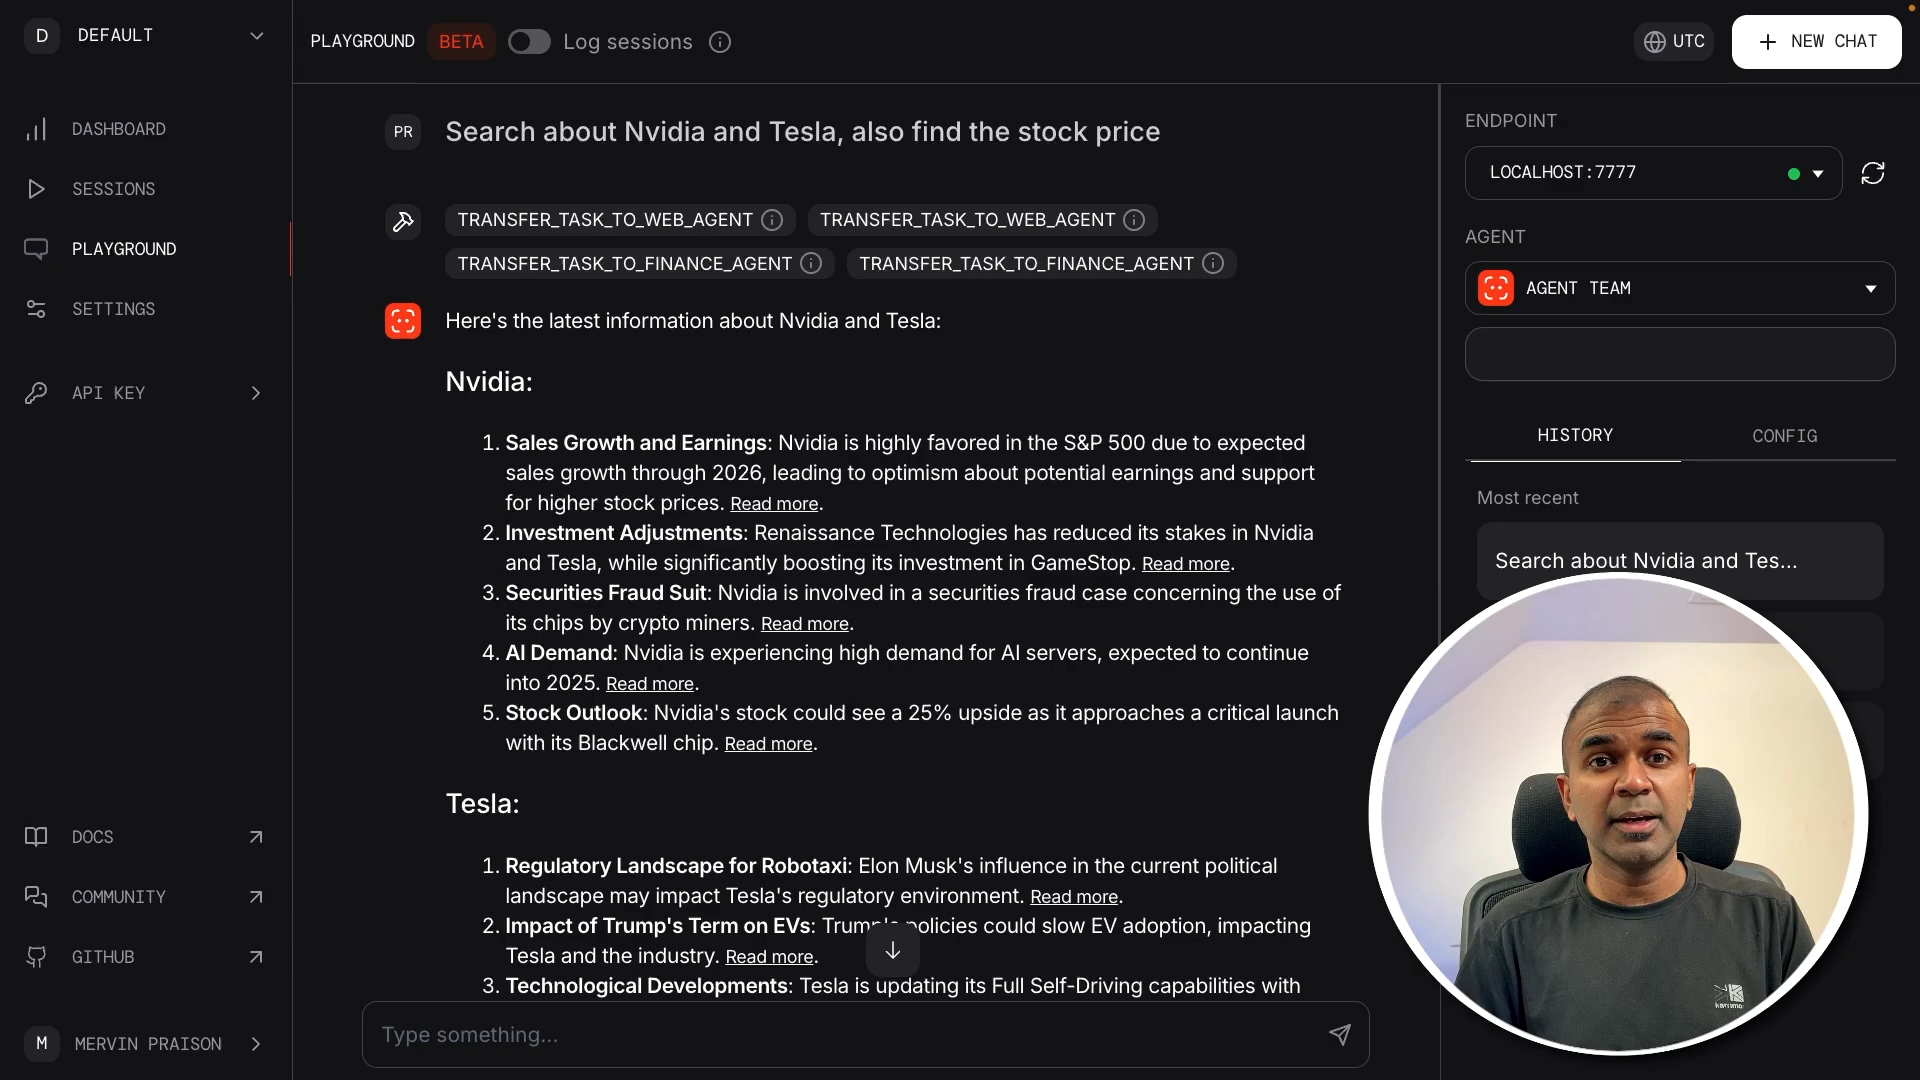 D DEFAULT
DASHBOARD
SESSIONS
PLAYGROUND
SETTINGS
API KEY
DOCS
COMMUNITY
GITHUB
M MERVIN PRAISON
PLAYGROUND BETA Log sessions
UTC
+ NEW CHAT
PR Search about Nvidia and Tesla, also find the stock price
TRANSFER_TASK_TO_WEB_AGENT TRANSFER_TASK_TO_WEB_AGENT
TRANSFER_TASK_TO_FINANCE_AGENT TRANSFER_TASK_TO_FINANCE_AGENT
Here's the latest information about Nvidia and Tesla:
Nvidia:
1. Sales Growth and Earnings: Nvidia is highly favored in the S&P 500 due to expected
sales growth through 2026, leading to optimism about potential earnings and support
for higher stock prices. Read more.
2. Investment Adjustments: Renaissance Technologies has reduced its stakes in Nvidia
and Tesla, while significantly boosting its investment in GameStop. Read more.
3. Securities Fraud Suit: Nvidia is involved in a securities fraud case concerning the use of
its chips by crypto miners. Read more.
4. AI Demand: Nvidia is experiencing high demand for AI servers, expected to continue
into 2025. Read more.
5. Stock Outlook: Nvidia's stock could see a 25% upside as it approaches a critical launch
with its Blackwell chip. Read more.
Tesla:
1. Regulatory Landscape for Robotaxi: Elon Musk's influence in the current political
landscape may impact Tesla's regulatory environment. Read more.
2. Impact of Trump's Term on EVs: Trump's policies could slow EV adoption, impacting
Tesla and the industry. Read more.
3. Technological Developments: Tesla is updating its Full Self-Driving capabilities with
Type something...
ENDPOINT
LOCALHOST:7777
AGENT
AGENT TEAM
HISTORY CONFIG
Most recent
Search about Nvidia and Tes...